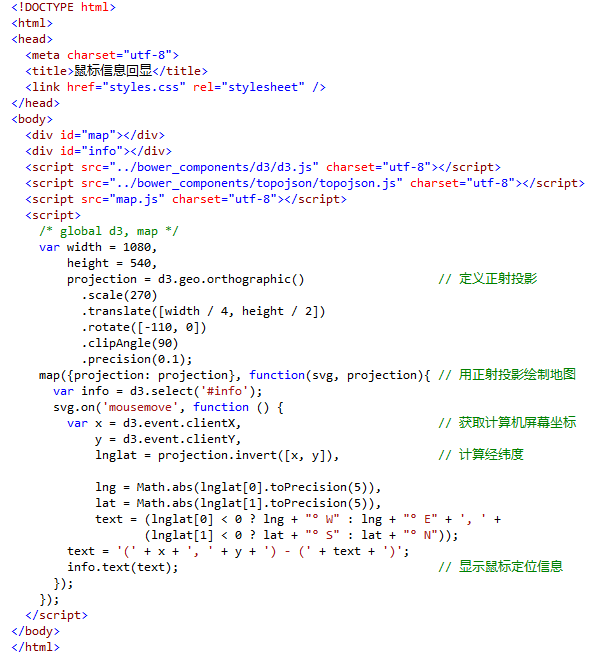 <!DOCTYPE html>
<html>
<head>
  <meta charset="utf-8">
  <title>鼠标信息回显</title>
  <link href="styles.css" rel="stylesheet" />
</head>
<body>
  <div id="map"></div>
  <div id="info"></div>
  <script src="../bower_components/d3/d3.js" charset="utf-8"></script>
  <script src="../bower_components/topojson/topojson.js" charset="utf-8"></script>
  <script src="map.js" charset="utf-8"></script>
  <script>
    /* global d3, map */
    var width = 1080,
        height = 540,
        projection = d3.geo.orthographic()                   // 定义正射投影
          .scale(270)
          .translate([width / 4, height / 2])
          .rotate([-110, 0])
          .clipAngle(90)
          .precision(0.1);
    map({projection: projection}, function(svg, projection){ // 用正射投影绘制地图
      var info = d3.select('#info');
      svg.on('mousemove', function () {
        var x = d3.event.clientX,                            // 获取计算机屏幕坐标
            y = d3.event.clientY,
            lnglat = projection.invert([x, y]),              // 计算经纬度
            lng = Math.abs(lnglat[0].toPrecision(5)),
            lat = Math.abs(lnglat[1].toPrecision(5)),
            text = (lnglat[0] < 0 ? lng + "° W" : lng + "° E" + ', ' +
                   (lnglat[1] < 0 ? lat + "° S" : lat + "° N"));
        text = '(' + x + ', ' + y + ') - (' + text + ')';
        info.text(text);                                     // 显示鼠标定位信息
      });
    });
  </script>
</body>
</html>